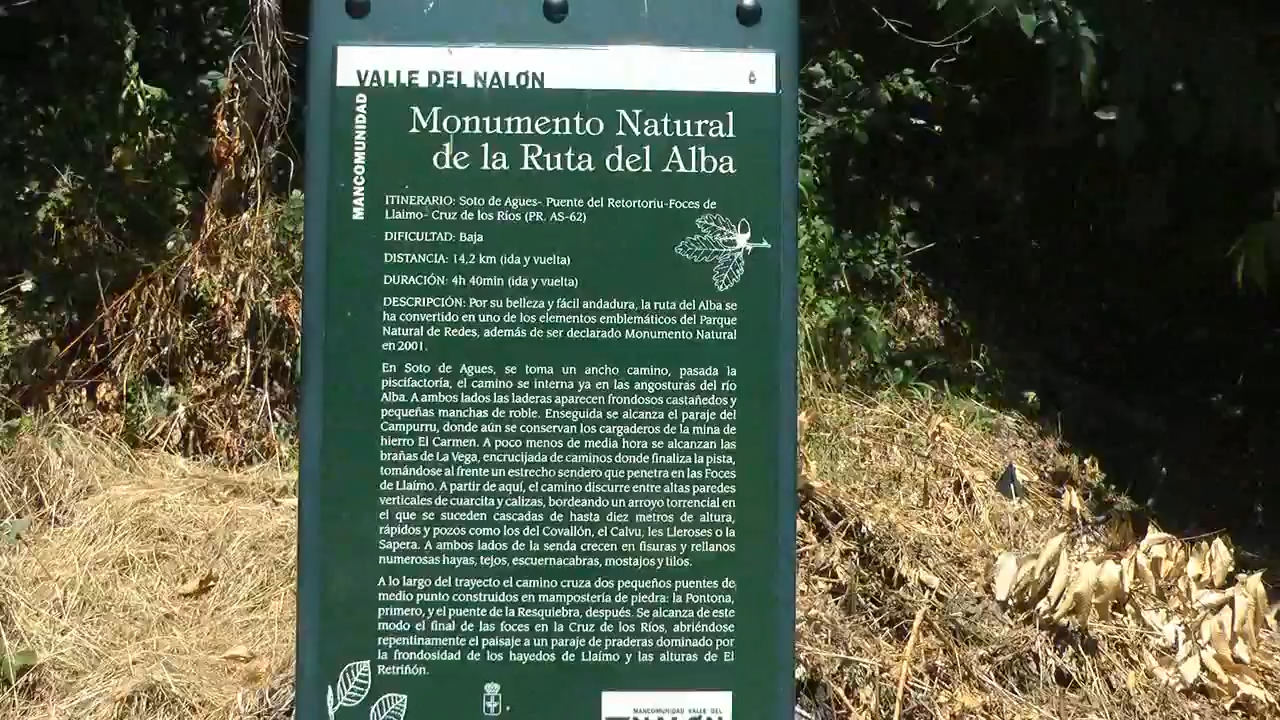 VALLE DEL NALÓN
MANCOMUNIDAD
Monumento Natural
de la Ruta del Alba
ITINERARIO: Soto de Agues- Puente del Retortoriu-Foces de
Llaimo- Cruz de los Ríos (PR. AS-62)
DIFICULTAD: Baja
DISTANCIA: 14,2 km (ida y vuelta)
DURACIÓN: 4h 40min (ida y vuelta)
DESCRIPCIÓN: Por su belleza y fácil andadura, la ruta del Alba se
ha convertido en uno de los elementos emblemáticos del Parque
Natural de Redes, además de ser declarado Monumento Natural
en 2001.
En Soto de Agues, se toma un ancho camino, pasada la
piscifactoría, el camino se interna ya en las angosturas del río
Alba. A ambos lados las laderas aparecen frondosos castañedos y
pequeñas manchas de roble. Enseguida se alcanza el paraje del
Campurru, donde aún se conservan los cargaderos de la mina de
hierro El Carmen. A poco menos de media hora se alcanzan las
brañas de La Vega, encrucijada de caminos donde finaliza la pista,
tomándose al frente un estrecho sendero que penetra en las Foces
de Llaímo. A partir de aquí, el camino discurre entre altas paredes
verticales de cuarcita y calizas, bordeando un arroyo torrencial en
el que se suceden cascadas de hasta diez metros de altura,
rápidos y pozos como los del Covallón, el Calvu, les Lleroses o la
Sapera. A ambos lados de la senda crecen en fisuras y rellanos
numerosas hayas, tejos, escuernacabras, mostajos y tilos.
A lo largo del trayecto el camino cruza dos pequeños puentes de
medio punto construidos en mampostería de piedra: la Pontona,
primero, y el puente de la Resquiebra, después. Se alcanza de este
modo el final de las foces en la Cruz de los Ríos, abriéndose
repentinamente el paisaje a un paraje de praderas dominado por
la frondosidad de los hayedos de Llaímo y las alturas de El
Retriñón.
MANCOMUNIDAD VALLE DEL
NALÓN